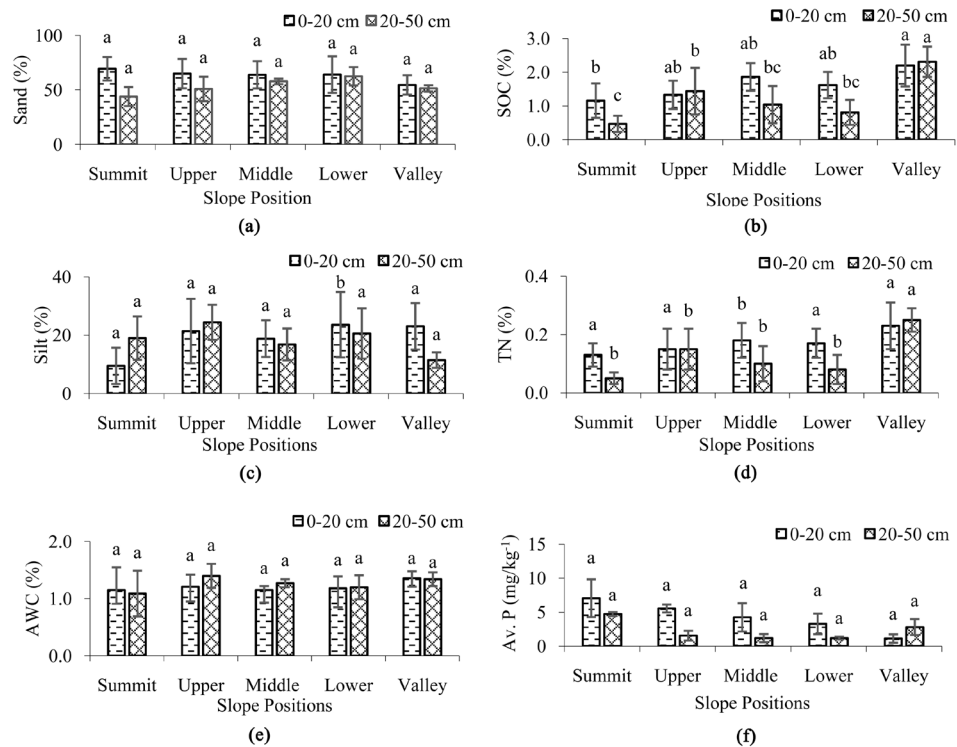 0-20 cm 20-50 cm
a a a a a a a a a a
Sand (%)
100
50
0
Summit Upper Middle Lower Valley
Slope Position
(a)
0-20 cm 20-50 cm
b c ab b ab bc ab bc a a
SOC (%)
3.0
2.0
1.0
0.0
Summit Upper Middle Lower Valley
Slope Positions
(b)
0-20 cm 20-50 cm
a a a a a a b a a a
Silt (%)
40
20
0
Summit Upper Middle Lower Valley
Slope Positions
(c)
0-20 cm 20-50 cm
a b a b b b a b a a
TN (%)
0.4
0.2
0.0
Summit Upper Middle Lower Valley
Slope Positions
(d)
0-20 cm 20-50 cm
a a a a a a a a a a
AWC (%)
2.0
1.0
0.0
Summit Upper Middle Lower Valley
Slope Positions
(e)
0-20 cm 20-50 cm
a a a a a a a a a a
Av. P (mg/kg⁻¹)
15
10
5
0
Summit Upper Middle Lower Valley
Slope Positions
(f)